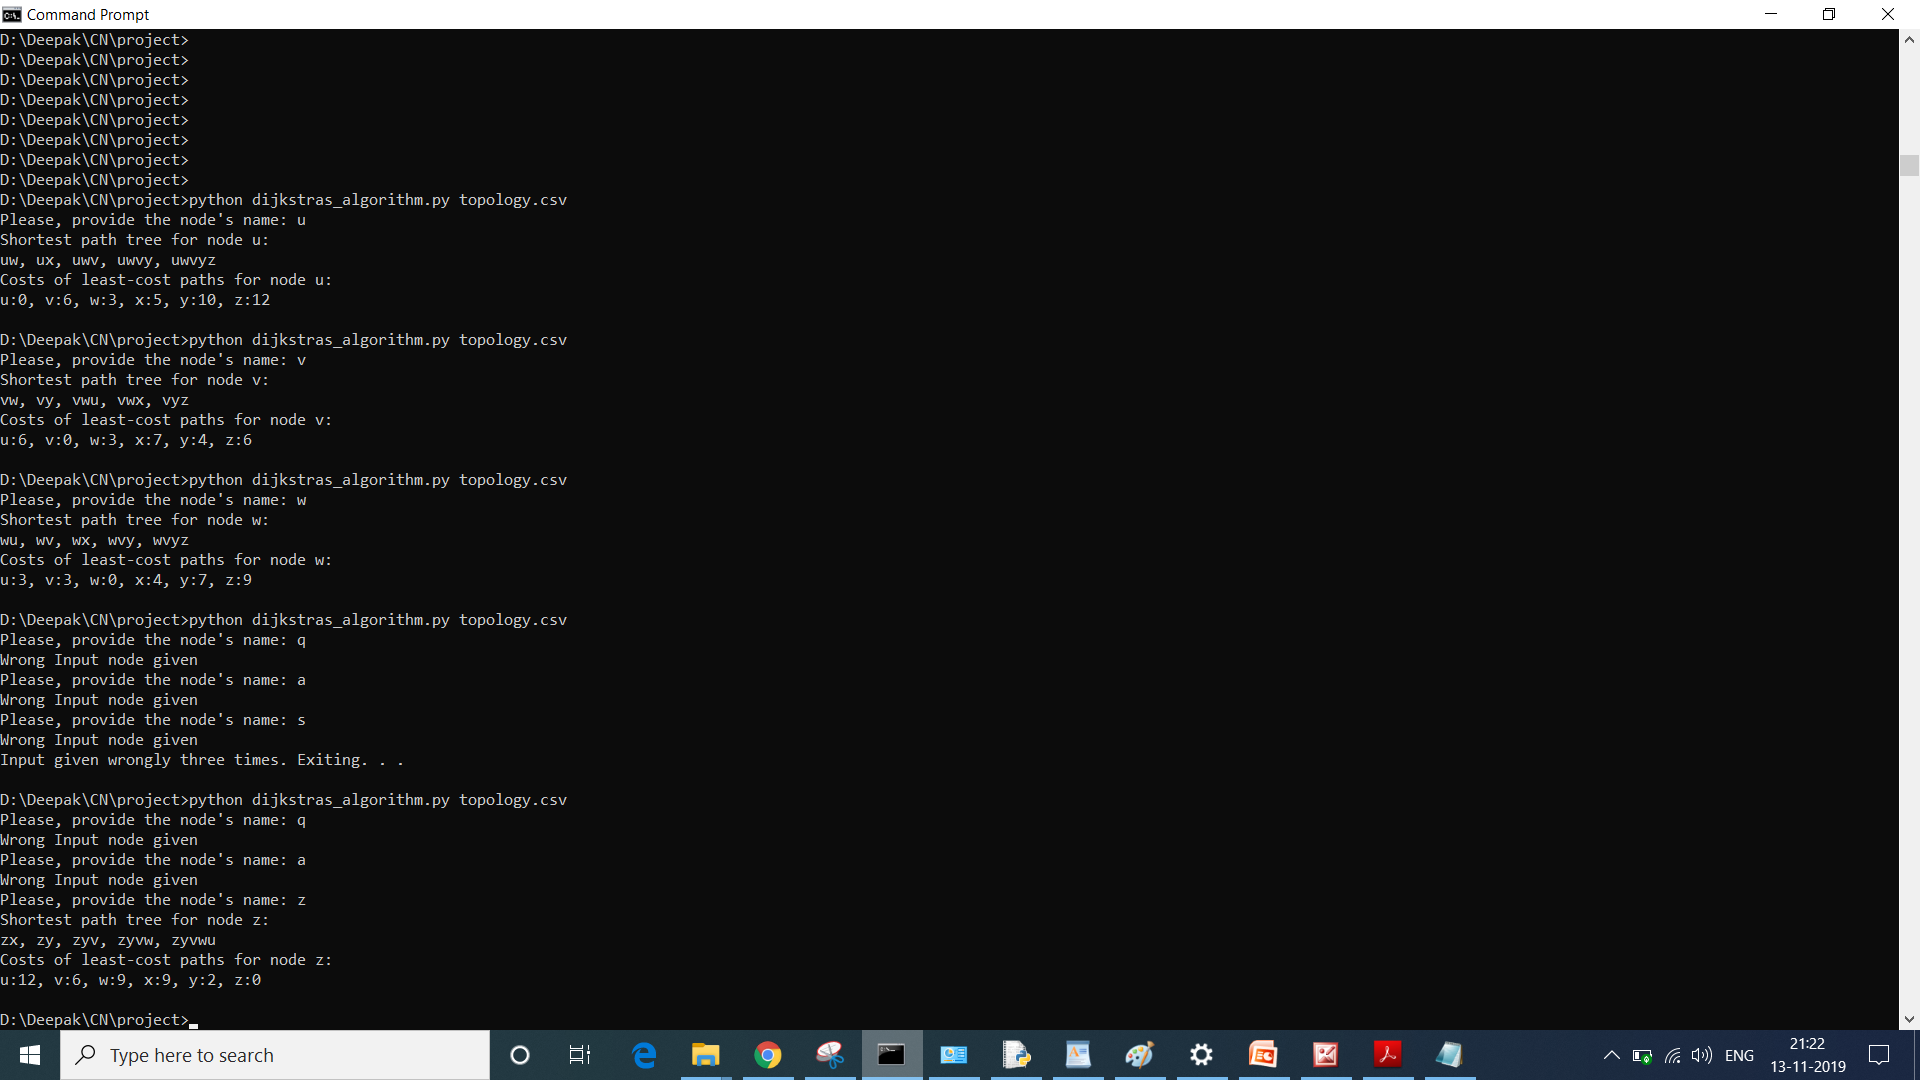 Command Prompt
D:\Deepak\CN\project>
D:\Deepak\CN\project>
D:\Deepak\CN\project>
D:\Deepak\CN\project>
D:\Deepak\CN\project>
D:\Deepak\CN\project>
D:\Deepak\CN\project>
D:\Deepak\CN\project>
D:\Deepak\CN\project>python dijkstras_algorithm.py topology.csv
Please, provide the node's name: u
Shortest path tree for node u:
uw, ux, uwv, uwvy, uwvyz
Costs of least-cost paths for node u:
u:0, v:6, w:3, x:5, y:10, z:12
D:\Deepak\CN\project>python dijkstras_algorithm.py topology.csv
Please, provide the node's name: v
Shortest path tree for node v:
vw, vy, vwu, vwx, vyz
Costs of least-cost paths for node v:
u:6, v:0, w:3, x:7, y:4, z:6
D:\Deepak\CN\project>python dijkstras_algorithm.py topology.csv
Please, provide the node's name: w
Shortest path tree for node w:
wu, wv, wx, wvy, wvyz
Costs of least-cost paths for node w:
u:3, v:3, w:0, x:4, y:7, z:9
D:\Deepak\CN\project>python dijkstras_algorithm.py topology.csv
Please, provide the node's name: q
Wrong Input node given
Please, provide the node's name: a
Wrong Input node given
Please, provide the node's name: s
Wrong Input node given
Input given wrongly three times. Exiting. . .
D:\Deepak\CN\project>python dijkstras_algorithm.py topology.csv
Please, provide the node's name: q
Wrong Input node given
Please, provide the node's name: a
Wrong Input node given
Please, provide the node's name: z
Shortest path tree for node z:
zx, zy, zyv, zyvw, zyvwu
Costs of least-cost paths for node z:
u:12, v:6, w:9, x:9, y:2, z:0
D:\Deepak\CN\project>
Type here to search
ENG
21:22
13-11-2019